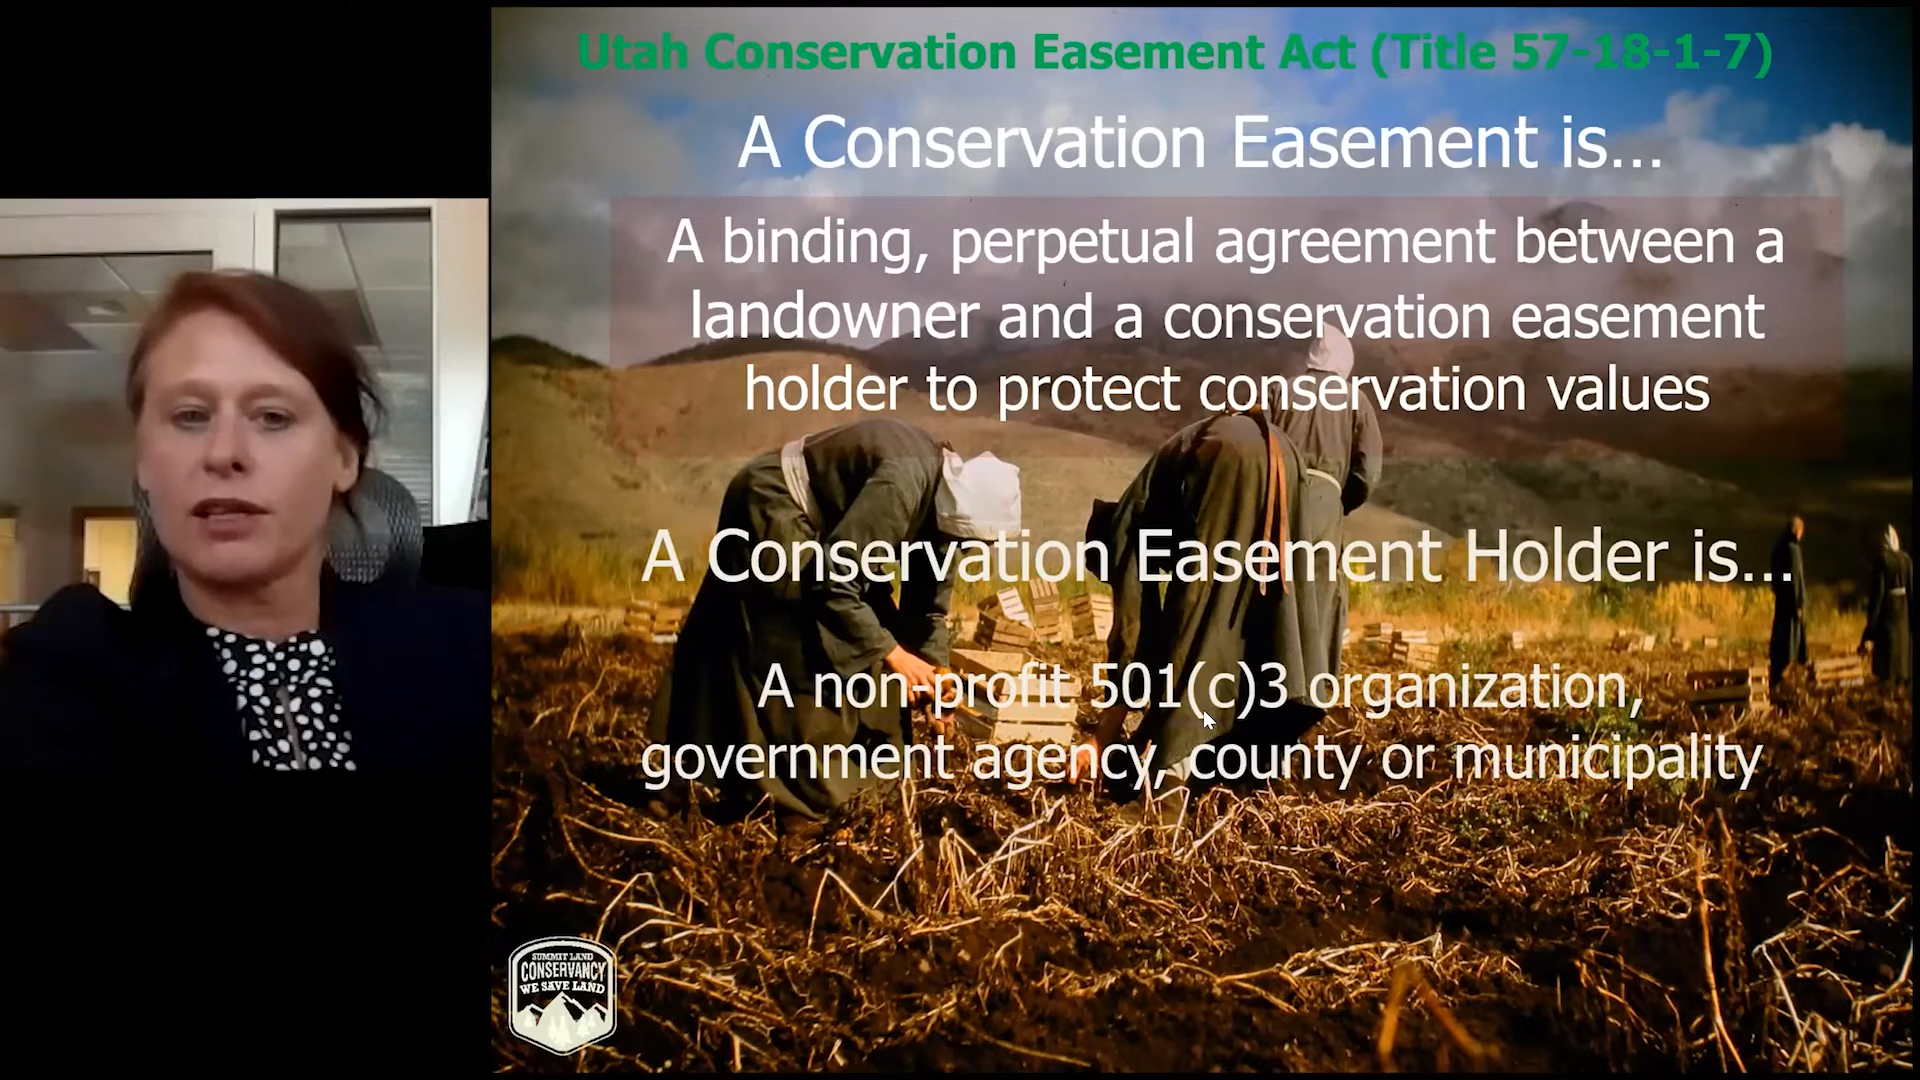 Utah Conservation Easement Act (Title 57-18-1-7)
A Conservation Easement is...
A binding, perpetual agreement between a
landowner and a conservation easement
holder to protect conservation values
A Conservation Easement Holder is...
A non-profit 501(c)3 organization,
government agency, county or municipality
SUMMIT LAND
CONSERVANCY
WE SAVE LAND